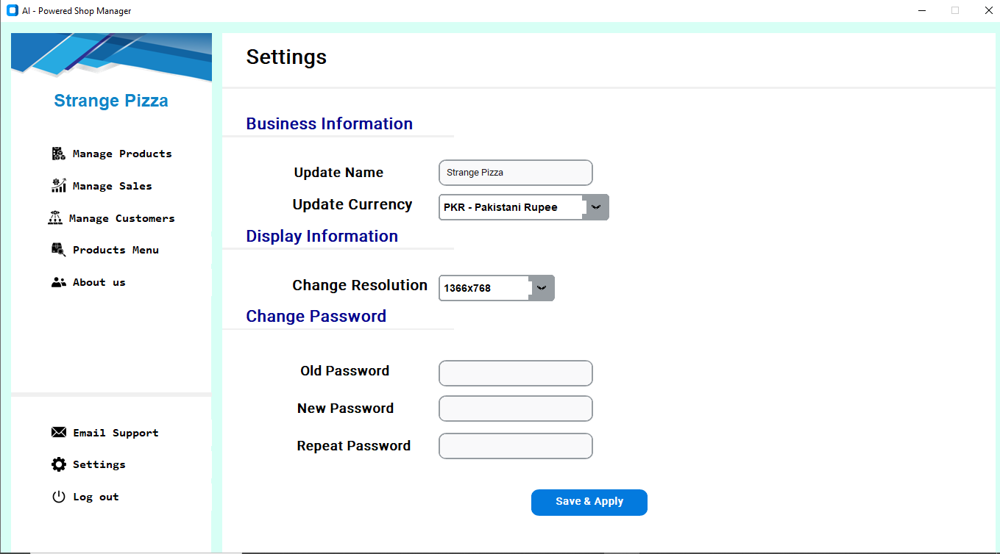 AI - Powered Shop Manager
Strange Pizza
Manage Products
Manage Sales
Manage Customers
Products Menu
About us
Email Support
Settings
Log out
Settings
Business Information
Update Name
Strange Pizza
Update Currency
PKR - Pakistani Rupee
Display Information
Change Resolution
1366x768
Change Password
Old Password
New Password
Repeat Password
Save & Apply